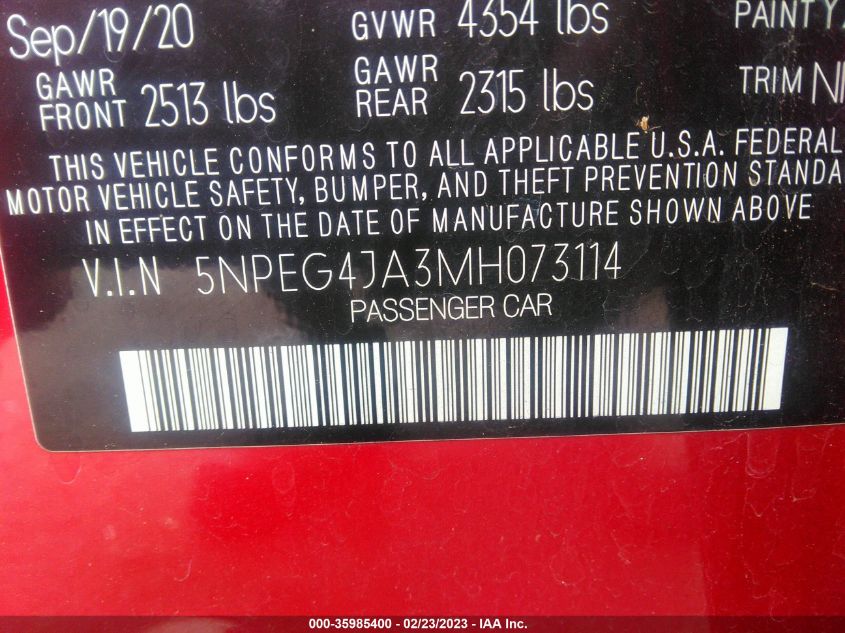 Sep/19/20 GVWR 4354 lbs PAINT
GAWR FRONT 2513 lbs GAWR REAR 2315 lbs TRIM
THIS VEHICLE CONFORMS TO ALL APPLICABLE U.S.A. FEDERAL
MOTOR VEHICLE SAFETY, BUMPER, AND THEFT PREVENTION STANDA
IN EFFECT ON THE DATE OF MANUFACTURE SHOWN ABOVE
V.I.N 5NPEG4JA3MH073114
PASSENGER CAR
000-35985400 - 02/23/2023 - IAA Inc.